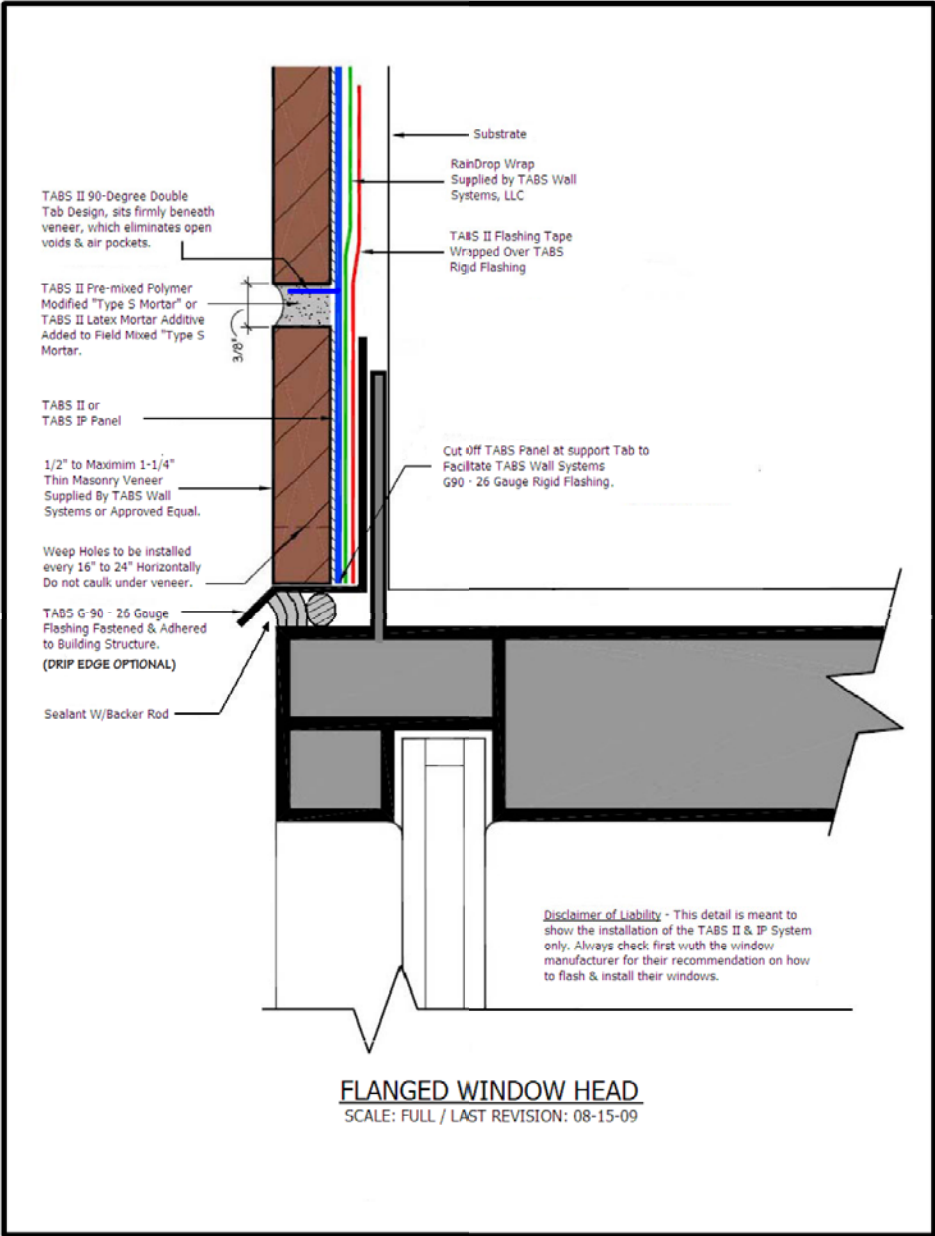 Substrate
RainDrop Wrap
Supplied by TABS Wall
Systems, LLC
TABS II Flashing Tape
Wrapped Over TABS
Rigid Flashing
TABS II 90-Degree Double
Tab Design, sits firmly beneath
veneer, which eliminates open
voids & air pockets.
TABS II Pre-mixed Polymer
Modified "Type S Mortar" or
TABS II Latex Mortar Additive
Added to Field Mixed "Type S
Mortar.
3/8"
TABS II or
TABS IP Panel
1/2" to Maximim 1-1/4"
Thin Masonry Veneer
Supplied By TABS Wall
Systems or Approved Equal.
Cut Off TABS Panel at support Tab to
Facilitate TABS Wall Systems
G90 - 26 Gauge Rigid Flashing.
Weep Holes to be installed
every 16" to 24" Horizontally
Do not caulk under veneer.
TABS G-90 - 26 Gauge
Flashing Fastened & Adhered
to Building Structure.
(DRIP EDGE OPTIONAL)
Sealant W/Backer Rod
Disclaimer of Liability - This detail is meant to
show the installation of the TABS II & IP System
only. Always check first wuth the window
manufacturer for their recommendation on how
to flash & install their windows.
FLANGED WINDOW HEAD
SCALE: FULL / LAST REVISION: 08-15-09